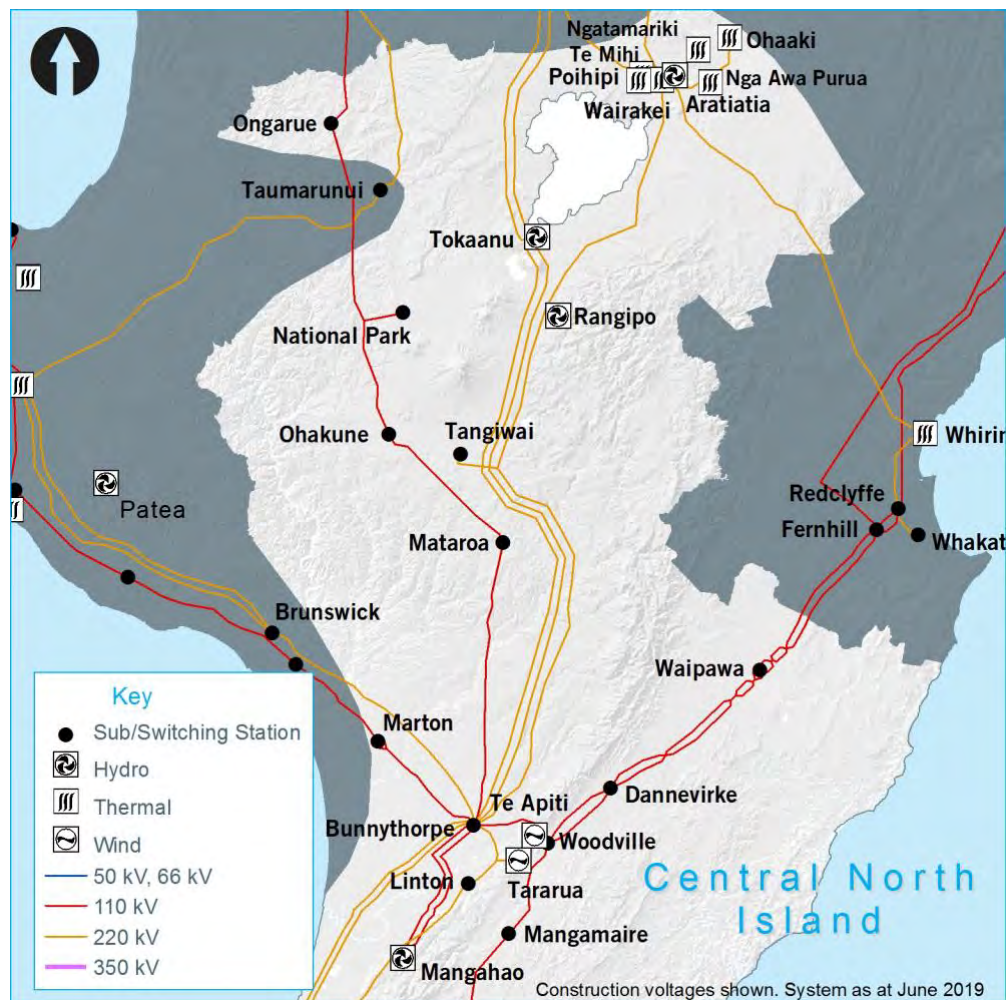 Ngatamariki
Ohaaki
Te Mihi
Poihipi
Nga Awa Purua
Wairakei
Aratiatia
Ongarue
Taumarunui
Tokaanu
Rangipo
National
Park
Ohakune
Tangiwai
Whirir
Redclyffe
Patea
Fernhill
Mataroa
Whakat
Brunswick
Waipawa
Key
Sub/Switching Station
Hydro
Thermal
Wind
50 kV, 66 kV
110 kV
220 kV
350 kV
Marton
Te Apiti
Dannevirke
Bunnythorpe
Woodville
Linton
Tararua
Central North
Island
Mangamaire
Mangahao
Construction voltages shown. System as at June 2019